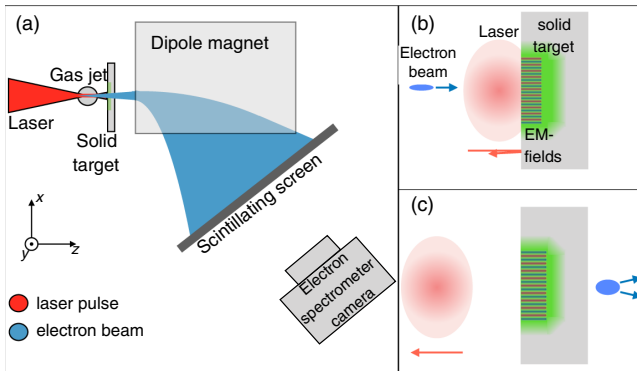 (a)
Dipole magnet
Gas jet
Laser
Solid
target
Scintillating screen
x
y
z
Electron
spectrometer
camera
laser pulse
electron beam
(b)
Laser
solid
target
Electron
beam
EM-
fields
(c)